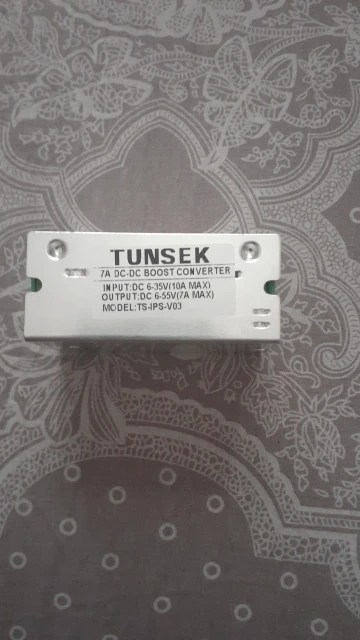 TUNSEK
7A DC-DC BOOST CONVERTER
INPUT:DC 6-35V(10A MAX)
OUTPUT:DC 6-55V(7A MAX)
MODEL:TS-IPS-V03